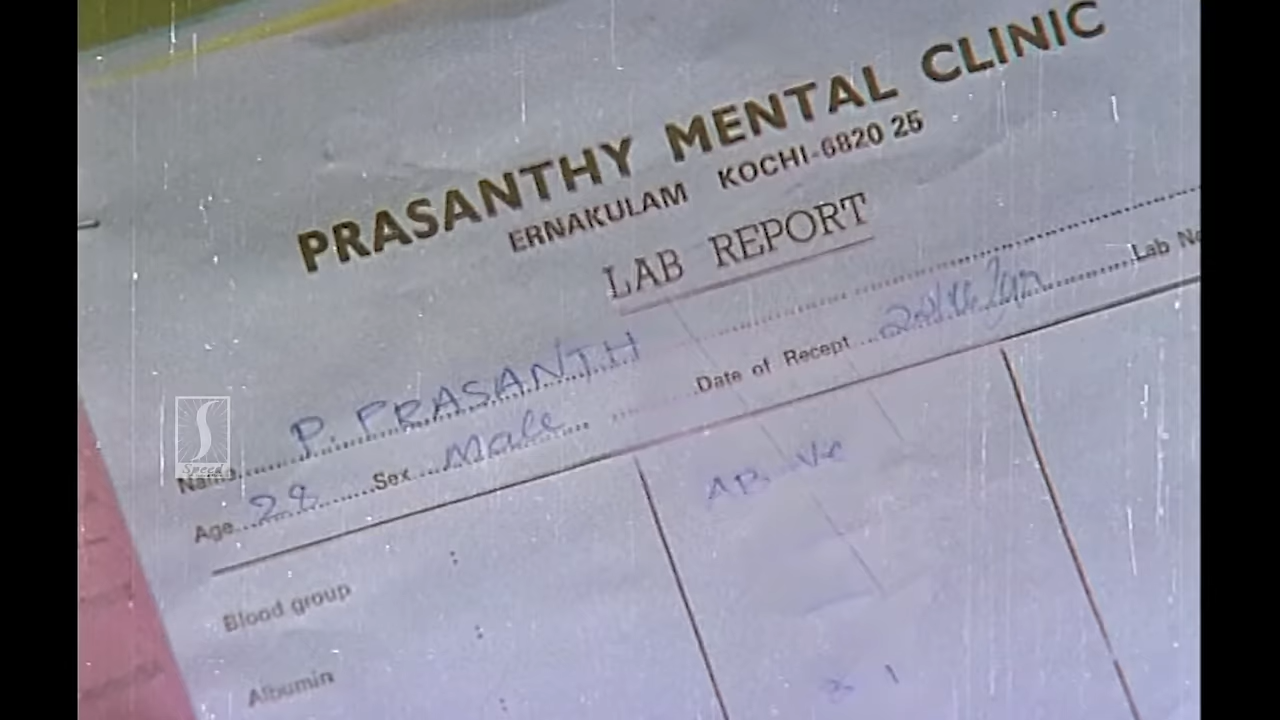 PRASANTHY MENTAL CLINIC
ERNAKULAM KOCHI-6820 25
LAB REPORT
Name P. PRASANTH
Age 28 Sex Male Date of Recept Lab No
Blood group : AB -Ve
Albumin :
Speed